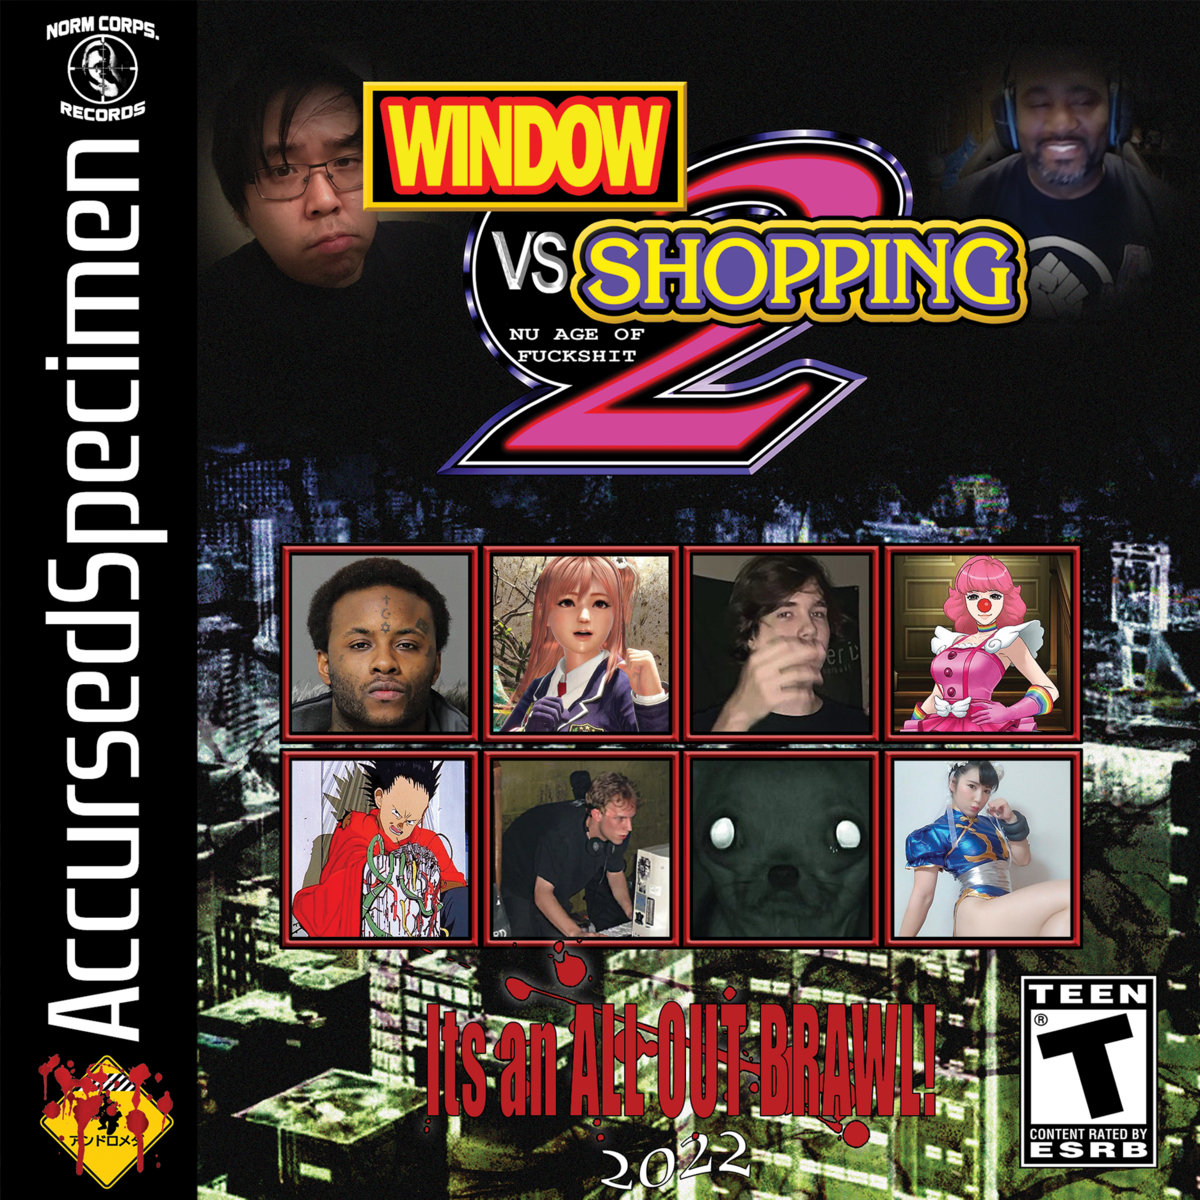 NORM CORPS.
RECORDS
AccursedSpecimen
アンドロメダ
WINDOW
2
VS
SHOPPING
NU AGE OF
FUCKSHIT
Its an ALL OUT BRAWL!
2022
TEEN
®
T
CONTENT RATED BY
ESRB